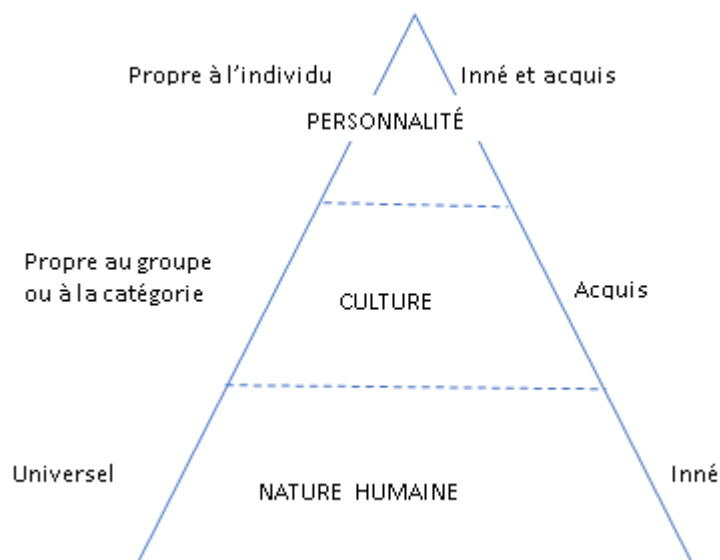 Propre à l'individu
Inné et acquis
PERSONNALITÉ
Propre au groupe
ou à la catégorie
Acquis
CULTURE
Universel
Inné
NATURE HUMAINE